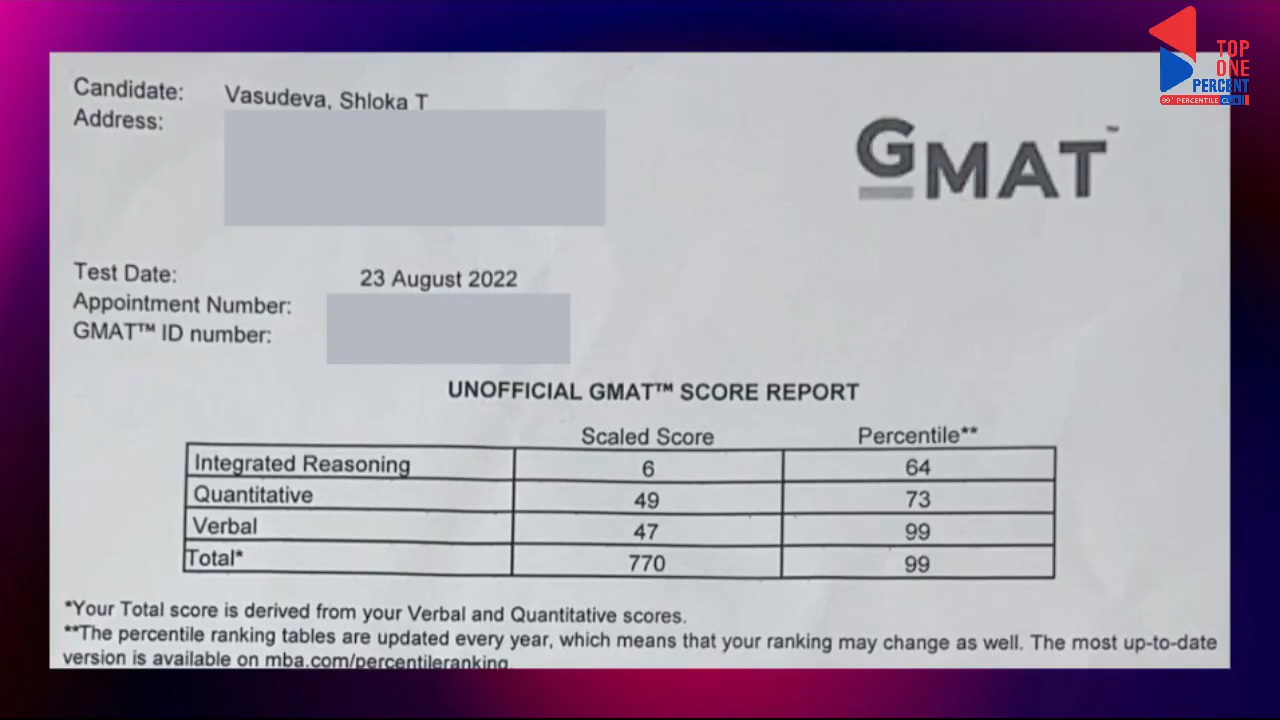 TOP
ONE
PERCENT
99+ PERCENTILE CLUB
Candidate: Vasudeva, Shloka T
Address:
GMAT™
Test Date: 23 August 2022
Appointment Number:
GMAT™ ID number:
UNOFFICIAL GMAT™ SCORE REPORT
Scaled Score Percentile**
Integrated Reasoning 6 64
Quantitative 49 73
Verbal 47 99
Total* 770 99
*Your Total score is derived from your Verbal and Quantitative scores.
**The percentile ranking tables are updated every year, which means that your ranking may change as well. The most up-to-date
version is available on mba.com/percentileranking.